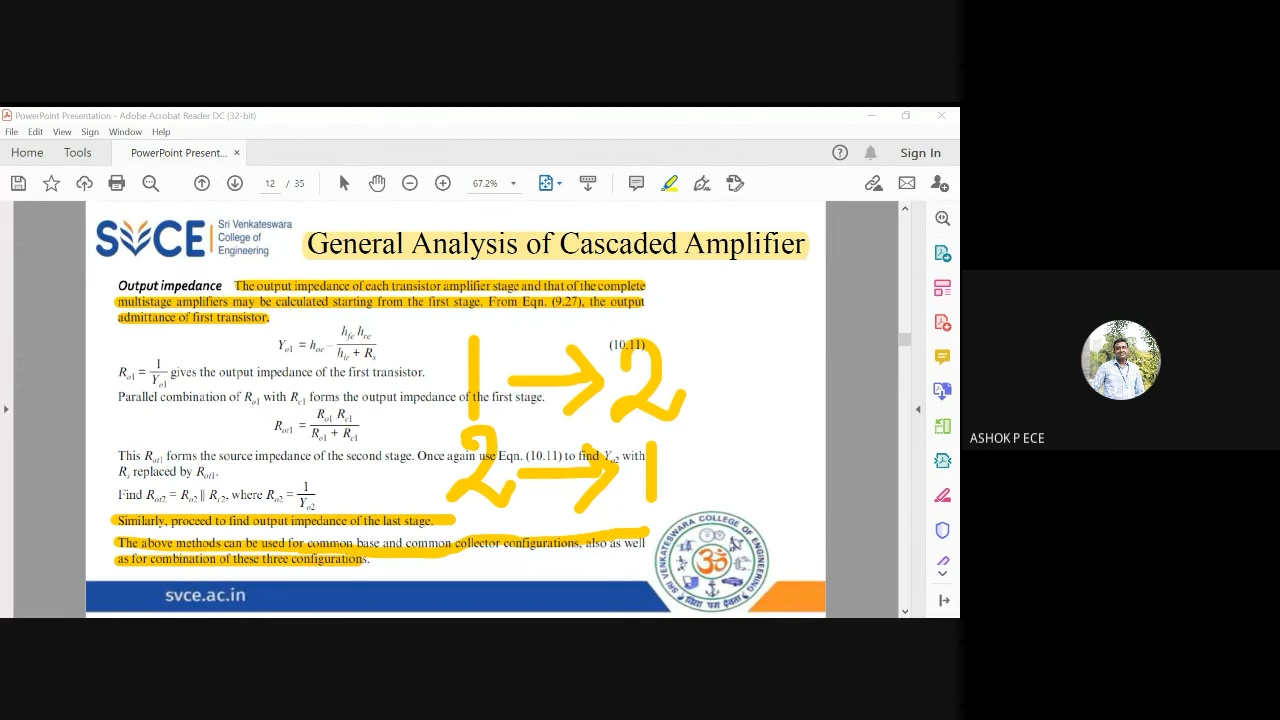 PowerPoint Presentation - Adobe Acrobat Reader DC (32-bit)
File Edit View Sign Window Help
Home Tools PowerPoint Present... × Sign In
12 / 35 67.2%
SVCE Sri Venkateswara
College of
Engineering
General Analysis of Cascaded Amplifier
Output impedance The output impedance of each transistor amplifier stage and that of the complete
multistage amplifiers may be calculated starting from the first stage. From Eqn. (9.27), the output
admittance of first transistor,
Y_o1 = h_oe – h_fe h_re / (h_ie + R_s) (10.11)
1 → 2
R_o1 = 1/Y_o1 gives the output impedance of the first transistor.
Parallel combination of R_o1 with R_c1 forms the output impedance of the first stage.
R_ot1 = R_o1 R_c1 / (R_o1 + R_c1)
2 → 1
This R_ot1 forms the source impedance of the second stage. Once again use Eqn. (10.11) to find Y_o2 with
R_s replaced by R_ot1.
Find R_ot2 = R_o2 || R_c2, where R_o2 = 1/Y_o2
Similarly, proceed to find output impedance of the last stage.
The above methods can be used for common base and common collector configurations, also as well
as for combination of these three configurations.
SRI VENKATESWARA COLLEGE OF ENGINEERING
svce.ac.in
ASHOK P ECE